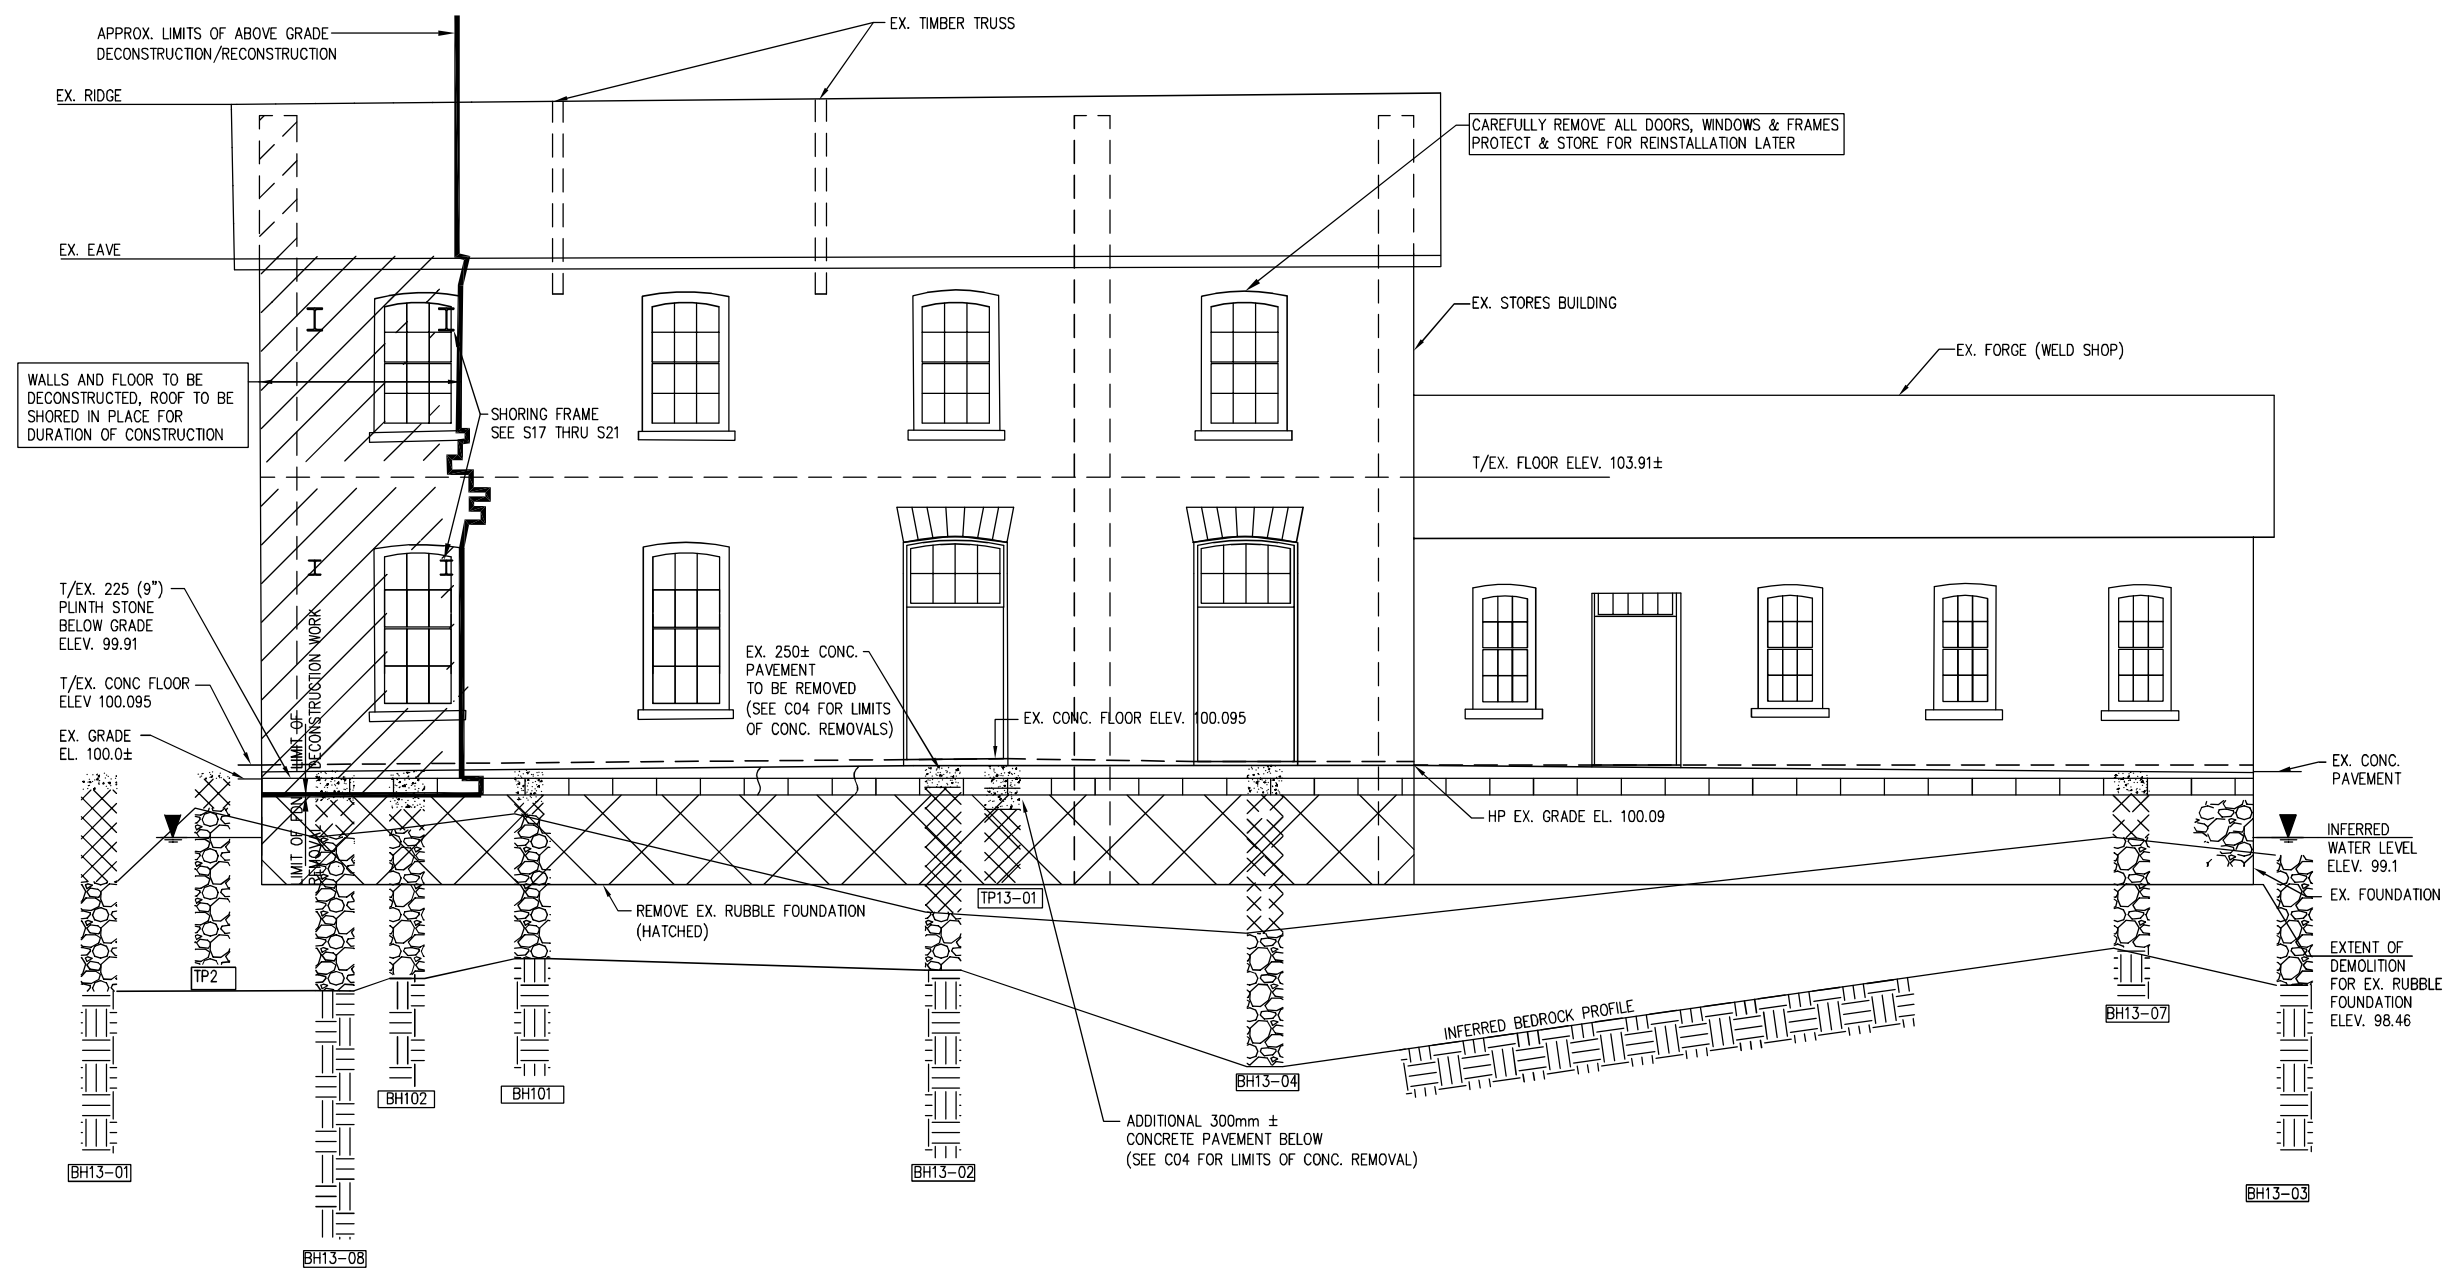 APPROX. LIMITS OF ABOVE GRADE
DECONSTRUCTION/RECONSTRUCTION
EX. TIMBER TRUSS
EX. RIDGE
CAREFULLY REMOVE ALL DOORS, WINDOWS & FRAMES
PROTECT & STORE FOR REINSTALLATION LATER
EX. EAVE
EX. STORES BUILDING
EX. FORGE (WELD SHOP)
WALLS AND FLOOR TO BE
DECONSTRUCTED, ROOF TO BE
SHORED IN PLACE FOR
DURATION OF CONSTRUCTION
SHORING FRAME
SEE S17 THRU S21
T/EX. FLOOR ELEV. 103.91±
T/EX. 225 (9")
PLINTH STONE
BELOW GRADE
ELEV. 99.91
T/EX. CONC FLOOR
ELEV 100.095
EX. GRADE
EL. 100.0±
LIMIT OF
DECONSTRUCTION WORK
IMIT OF FDN
REMOVAL
EX. 250± CONC.
PAVEMENT
TO BE REMOVED
(SEE C04 FOR LIMITS
OF CONC. REMOVALS)
EX. CONC. FLOOR ELEV. 100.095
EX. CONC.
PAVEMENT
HP EX. GRADE EL. 100.09
INFERRED
WATER LEVEL
ELEV. 99.1
EX. FOUNDATION
REMOVE EX. RUBBLE FOUNDATION
(HATCHED)
TP13-01
EXTENT OF
DEMOLITION
FOR EX. RUBBLE
FOUNDATION
ELEV. 98.46
TP2
INFERRED BEDROCK PROFILE
BH13-07
BH102
BH101
BH13-04
ADDITIONAL 300mm ±
CONCRETE PAVEMENT BELOW
(SEE C04 FOR LIMITS OF CONC. REMOVAL)
BH13-01
BH13-02
BH13-03
BH13-08